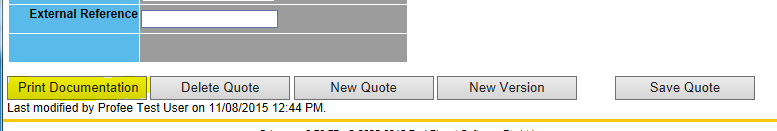 External Reference
Print Documentation Delete Quote New Quote New Version Save Quote
Last modified by Profee Test User on 11/08/2015 12:44 PM.